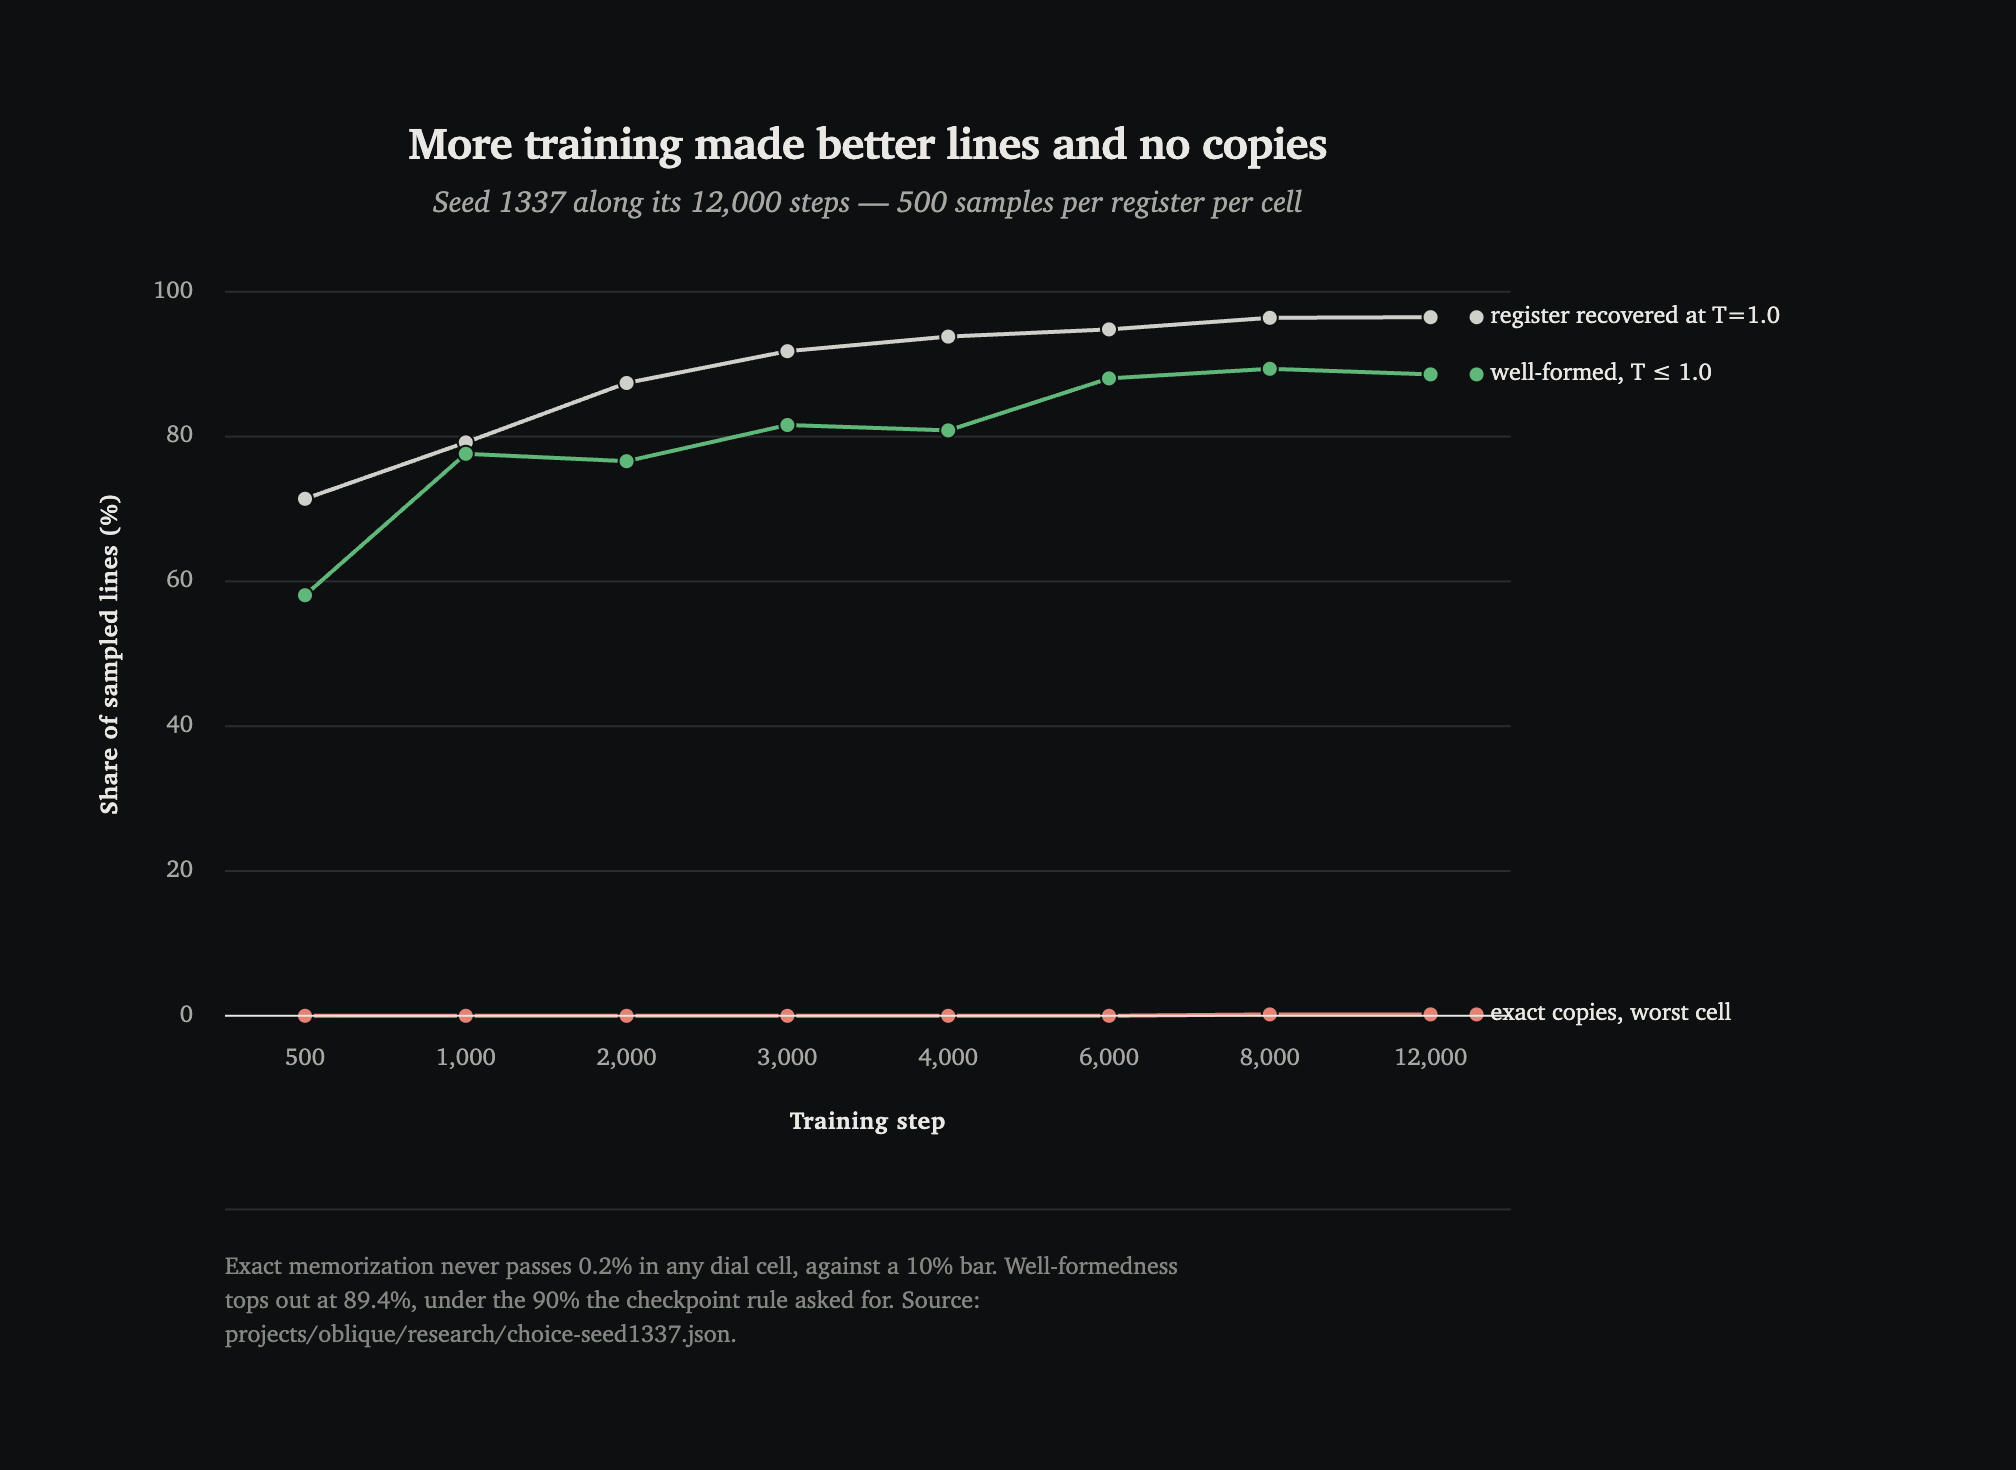 More training made better lines and no copies
Seed 1337 along its 12,000 steps — 500 samples per register per cell
100
80
60
40
20
0
Share of sampled lines (%)
register recovered at T=1.0
well-formed, T ≤ 1.0
exact copies, worst cell
500 1,000 2,000 3,000 4,000 6,000 8,000 12,000
Training step
Exact memorization never passes 0.2% in any dial cell, against a 10% bar. Well-formedness
tops out at 89.4%, under the 90% the checkpoint rule asked for. Source:
projects/oblique/research/choice-seed1337.json.